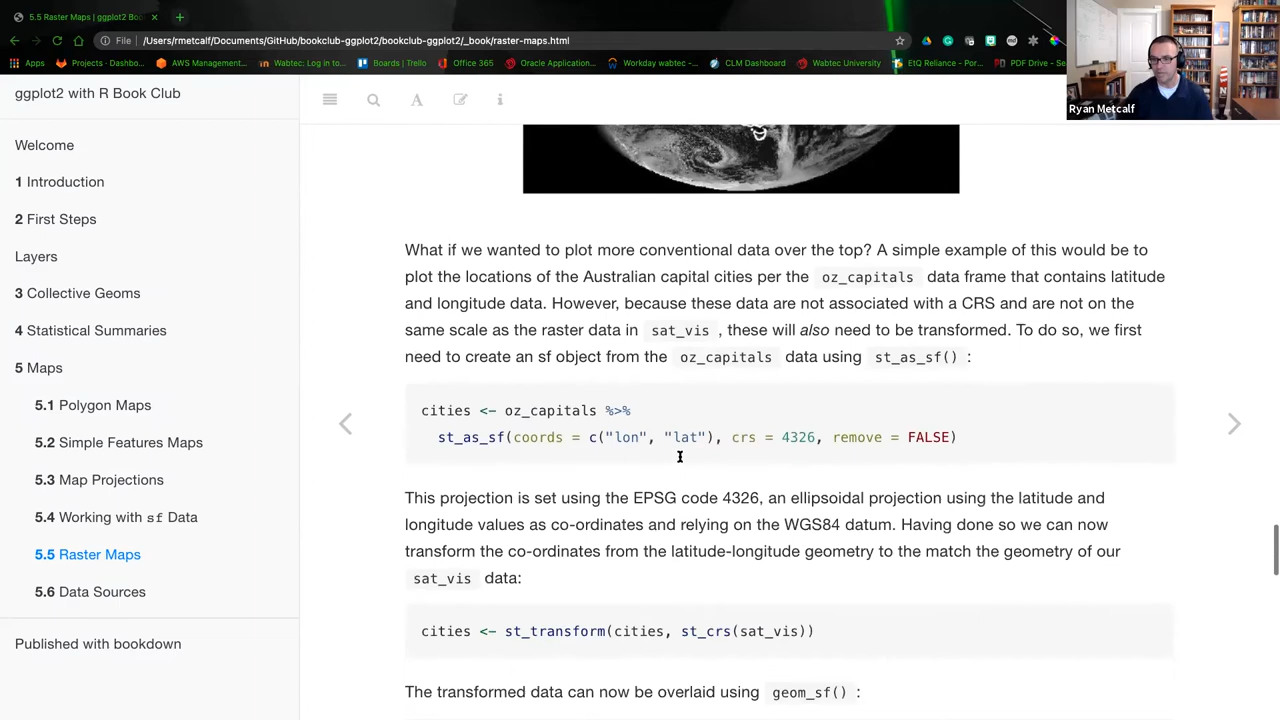 5.5 Raster Maps | ggplot2 Boo
File
/Users/rmetcalf/Documents/GitHub/bookclub-ggplot2/bookclub-ggplot2/_book/raster-maps.html
Apps
Projects · Dashbo...
AWS Management...
Wabtec: Log in to...
Boards | Trello
Office 365
Oracle Application...
Workday wabtec -...
CLM Dashboard
Wabtec University
EtQ Reliance - Por...
PDF Drive - Se
Ryan Metcalf
ggplot2 with R Book Club
Welcome
1 Introduction
2 First Steps
Layers
3 Collective Geoms
4 Statistical Summaries
5 Maps
5.1 Polygon Maps
5.2 Simple Features Maps
5.3 Map Projections
5.4 Working with sf Data
5.5 Raster Maps
5.6 Data Sources
Published with bookdown
What if we wanted to plot more conventional data over the top? A simple example of this would be to
plot the locations of the Australian capital cities per the oz_capitals data frame that contains latitude
and longitude data. However, because these data are not associated with a CRS and are not on the
same scale as the raster data in sat_vis , these will also need to be transformed. To do so, we first
need to create an sf object from the oz_capitals data using st_as_sf() :
cities <- oz_capitals %>%
st_as_sf(coords = c("lon", "lat"), crs = 4326, remove = FALSE)
This projection is set using the EPSG code 4326, an ellipsoidal projection using the latitude and
longitude values as co-ordinates and relying on the WGS84 datum. Having done so we can now
transform the co-ordinates from the latitude-longitude geometry to the match the geometry of our
sat_vis data:
cities <- st_transform(cities, st_crs(sat_vis))
The transformed data can now be overlaid using geom_sf() :